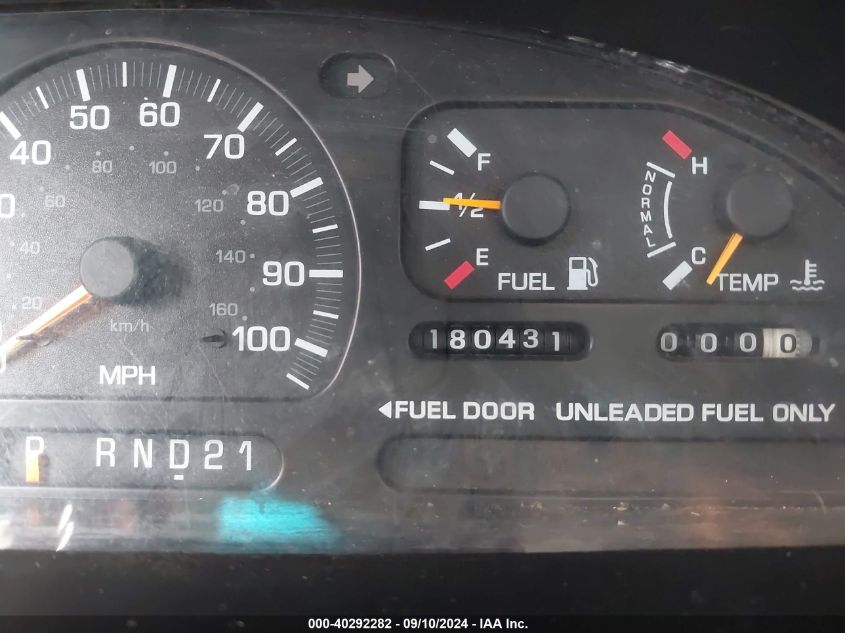 40
50
60
70
80
90
100
20
40
60
80
100
120
140
160
km/h
MPH
F
1/2
E
FUEL
H
NORMAL
C
TEMP
180431
0000
◄FUEL DOOR UNLEADED FUEL ONLY
P RND21
000-40292282 - 09/10/2024 - IAA Inc.